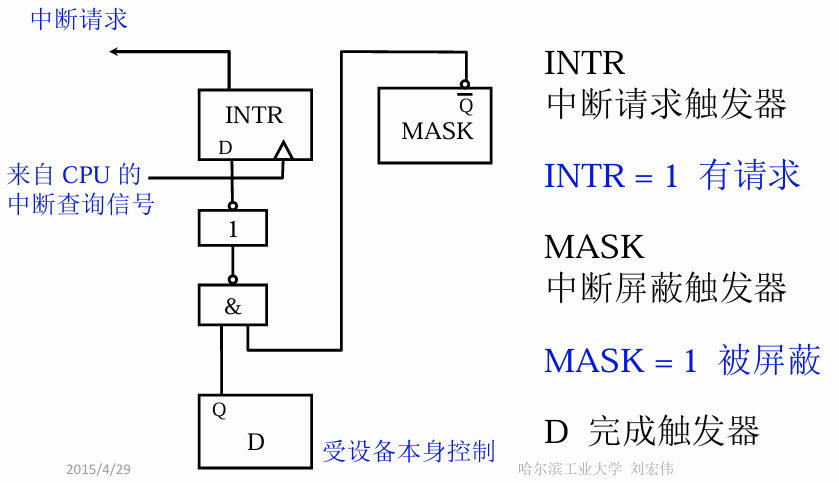 中断请求
INTR
D
来自 CPU 的
中断查询信号
1
&
Q
D
受设备本身控制
Q̅
MASK
INTR
中断请求触发器
INTR = 1 有请求
MASK
中断屏蔽触发器
MASK = 1 被屏蔽
D 完成触发器
2015/4/29
哈尔滨工业大学 刘宏伟